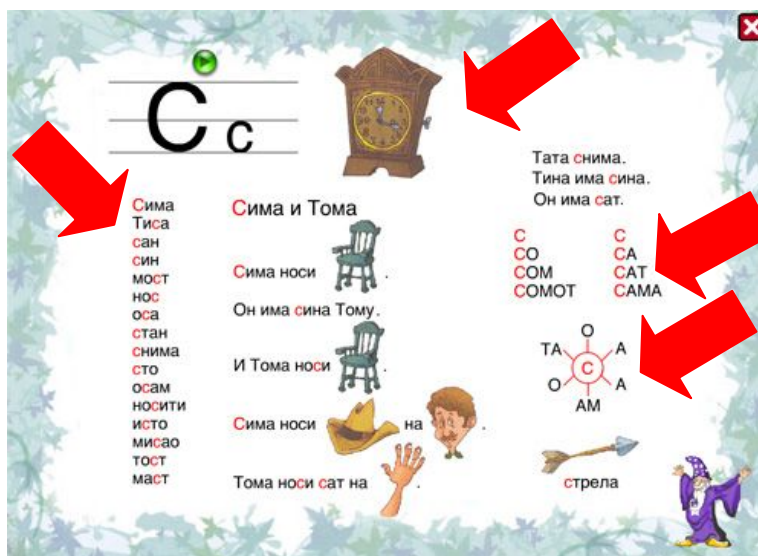 С с
Сима
Тиса
сан
син
мост
нос
оса
стан
снима
сто
осам
носити
исто
мисао
тост
маст
Сима и Тома
Сима носи .
Он има сина Тому.
И Тома носи .
Сима носи на .
Тома носи сат на .
Тата снима.
Тина има сина.
Он има сат.
С
СО
СОМ
СОМОТ
С
СА
САТ
САМА
О
ТА А
С
О А
АМ
стрела